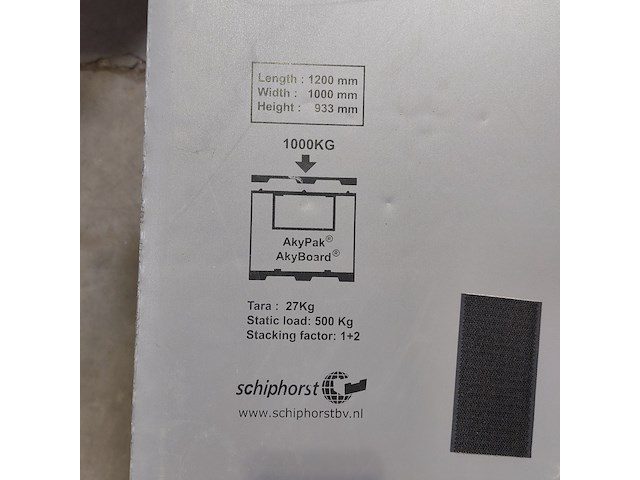 Length : 1200 mm
Width : 1000 mm
Height : 933 mm
1000KG
AkyPak®
AkyBoard®
Tara : 27Kg
Static load: 500 Kg
Stacking factor: 1+2
schiphorst
www.schiphorstbv.nl